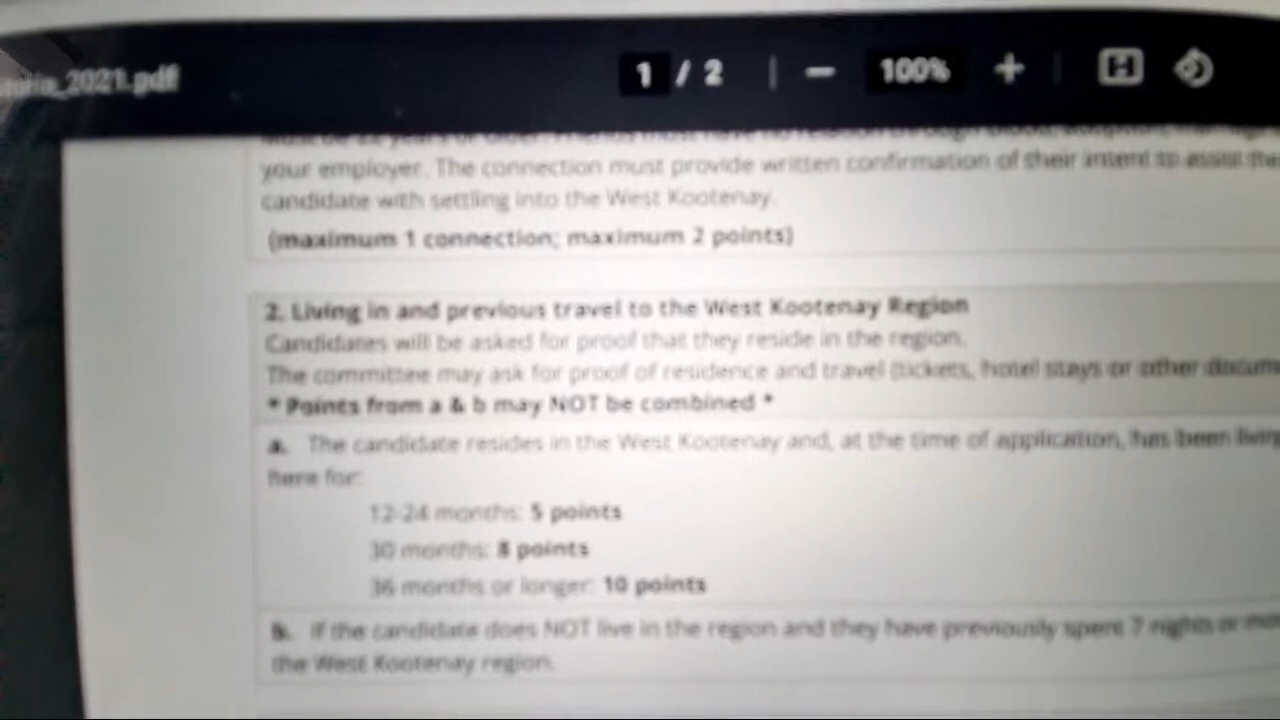 _2021.pdf
1 / 2 | − 100% +
your employer. The connection must provide written confirmation of their intent to assist the
candidate with settling into the West Kootenay.
(maximum 1 connection; maximum 2 points)
2. Living in and previous travel to the West Kootenay Region
Candidates will be asked for proof that they reside in the region.
The committee may ask for proof of residence and travel (tickets, hotel stays or other
* Points from a & b may NOT be combined *
a. The candidate resides in the West Kootenay and, at the time of application, has been
here for:
12-24 months: 5 points
30 months: 8 points
36 months or longer: 10 points
b. If the candidate does NOT live in the region and they have previously spent 7 nights or
the West Kootenay region.